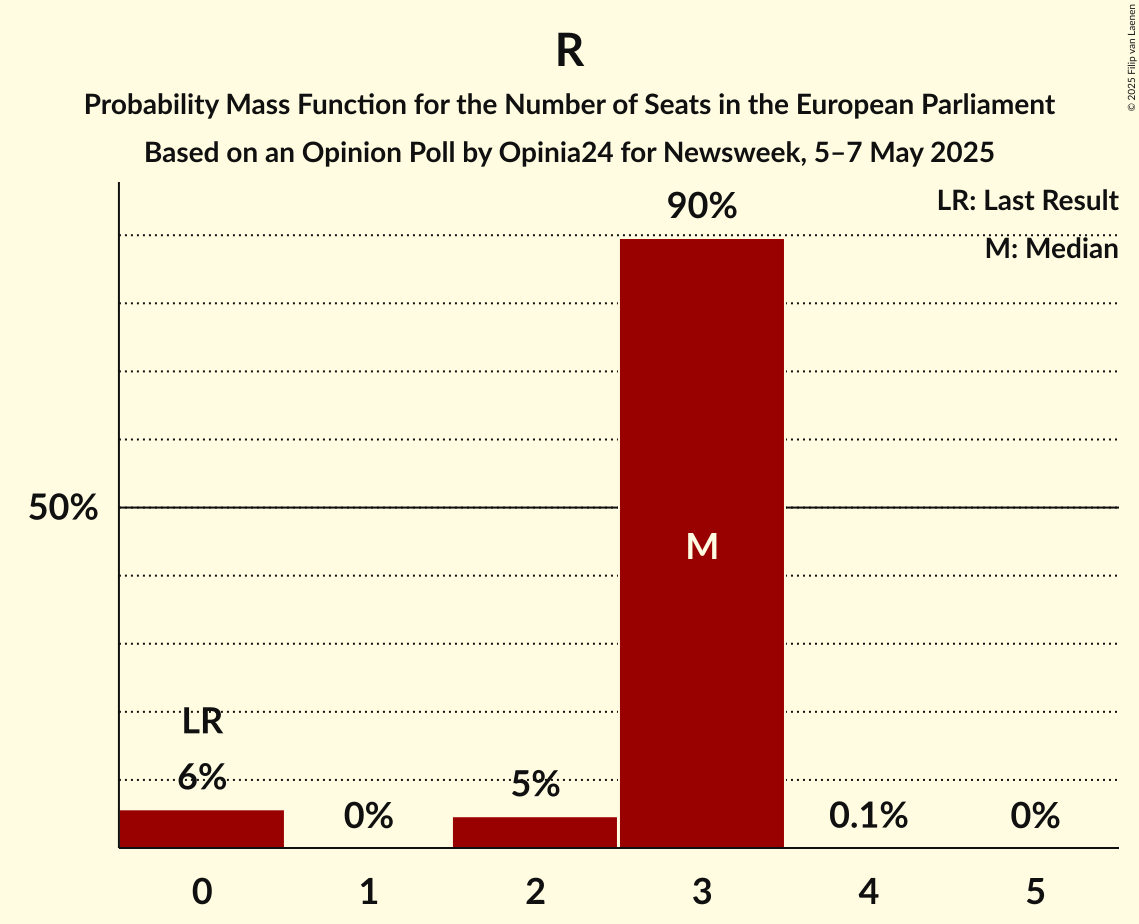 R
Probability Mass Function for the Number of Seats in the European Parliament
Based on an Opinion Poll by Opinia24 for Newsweek, 5–7 May 2025
© 2025 Filip van Laenen
LR: Last Result
M: Median
90%
50%
M
LR
6%
0%
5%
0.1%
0%
0 1 2 3 4 5